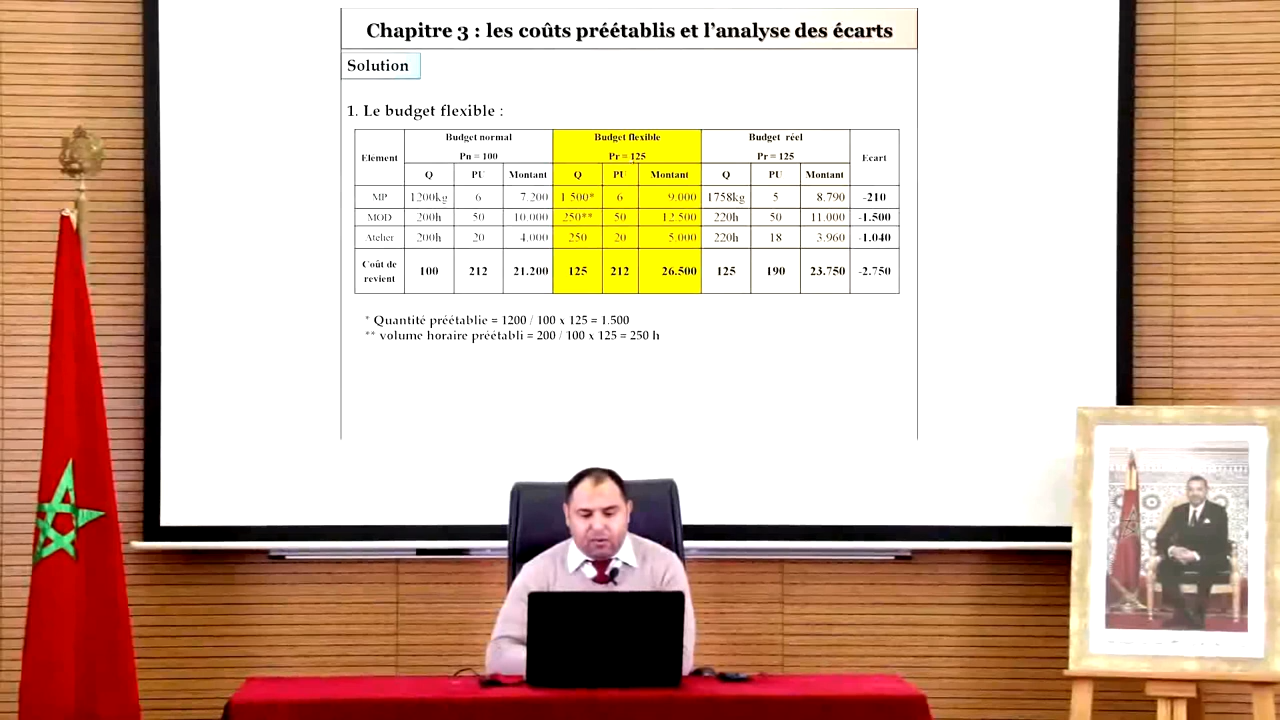 Chapitre 3 : les coûts préétablis et l'analyse des écarts
Solution
1. Le budget flexible :
Elément Budget normal Budget flexible Budget réel Ecart
Pn = 100 Pr = 125 Pr = 125
Q PU Montant Q PU Montant Q PU Montant
MP 1200kg 6 7.200 1 500* 6 9.000 1758kg 5 8.790 -210
MOD 200h 50 10.000 250** 50 12.500 220h 50 11.000 -1.500
Atelier 200h 20 4.000 250 20 5.000 220h 18 3.960 -1.040
Coût de revient 100 212 21.200 125 212 26.500 125 190 23.750 -2.750
* Quantité préétablie = 1200 / 100 x 125 = 1.500
** volume horaire préétabli = 200 / 100 x 125 = 250 h